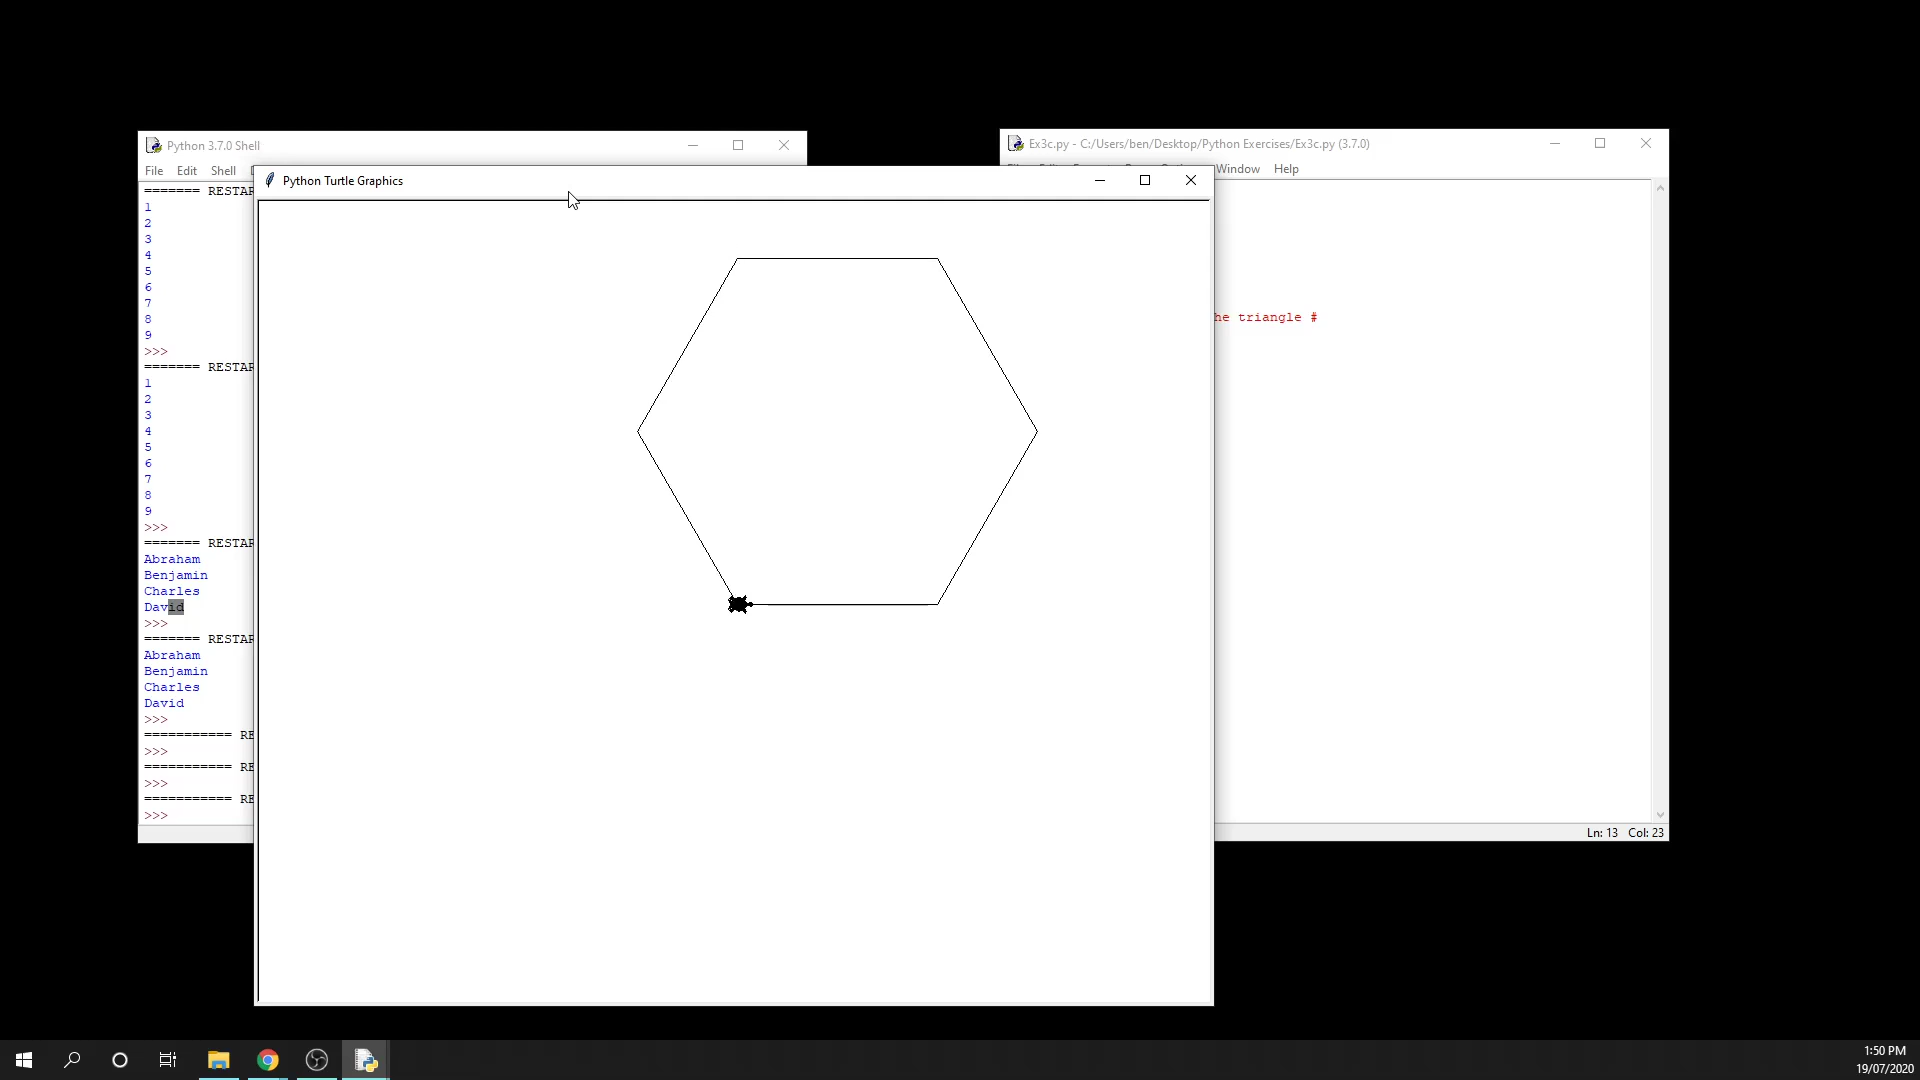 Python 3.7.0 Shell
File Edit Shell
======= RESTAR
1
2
3
4
5
6
7
8
9
>>>
======= RESTAR
1
2
3
4
5
6
7
8
9
>>>
======= RESTAR
Abraham
Benjamin
Charles
David
>>>
======= RESTAR
Abraham
Benjamin
Charles
David
>>>
=========== RE
>>>
=========== RE
>>>
=========== RE
>>>
Python Turtle Graphics
Ex3c.py - C:/Users/ben/Desktop/Python Exercises/Ex3c.py (3.7.0)
Window Help
he triangle #
Ln: 13 Col: 23
1:50 PM
19/07/2020